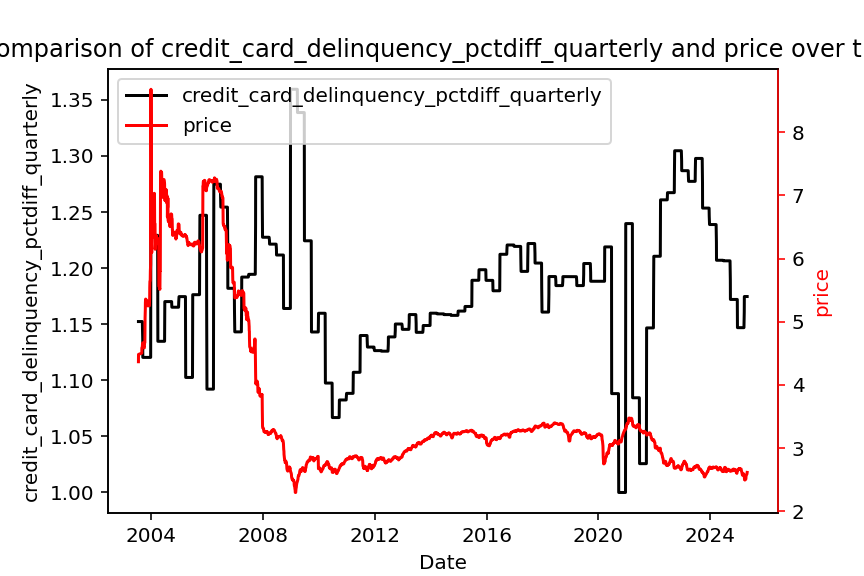 omparison of credit_card_delinquency_pctdiff_quarterly and price over t
credit_card_delinquency_pctdiff_quarterly
price
1.35
1.30
1.25
1.20
1.15
1.10
1.05
1.00
credit_card_delinquency_pctdiff_quarterly
8
7
6
5
4
3
2
price
2004 2008 2012 2016 2020 2024
Date